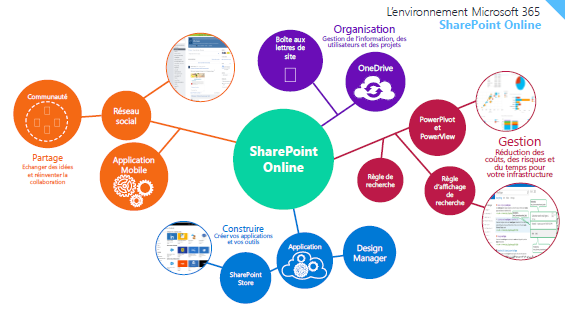 L'environnement Microsoft 365
SharePoint Online
Organisation
Gestion de l'information, des
utilisateurs et des projets
Boîte aux
lettres de
site
OneDrive
Communauté
Réseau
social
Partage
Echanger des idées
et réinventer la
collaboration
Application
Mobile
SharePoint
Online
PowerPivot
et
PowerView
Gestion
Réduction des
coûts, des risques et
du temps pour
votre infrastructure
Règle de
recherche
Règle
d'affichage
de
recherche
Construire
Créer vos applications
et vos outils
Application
Design
Manager
SharePoint
Store